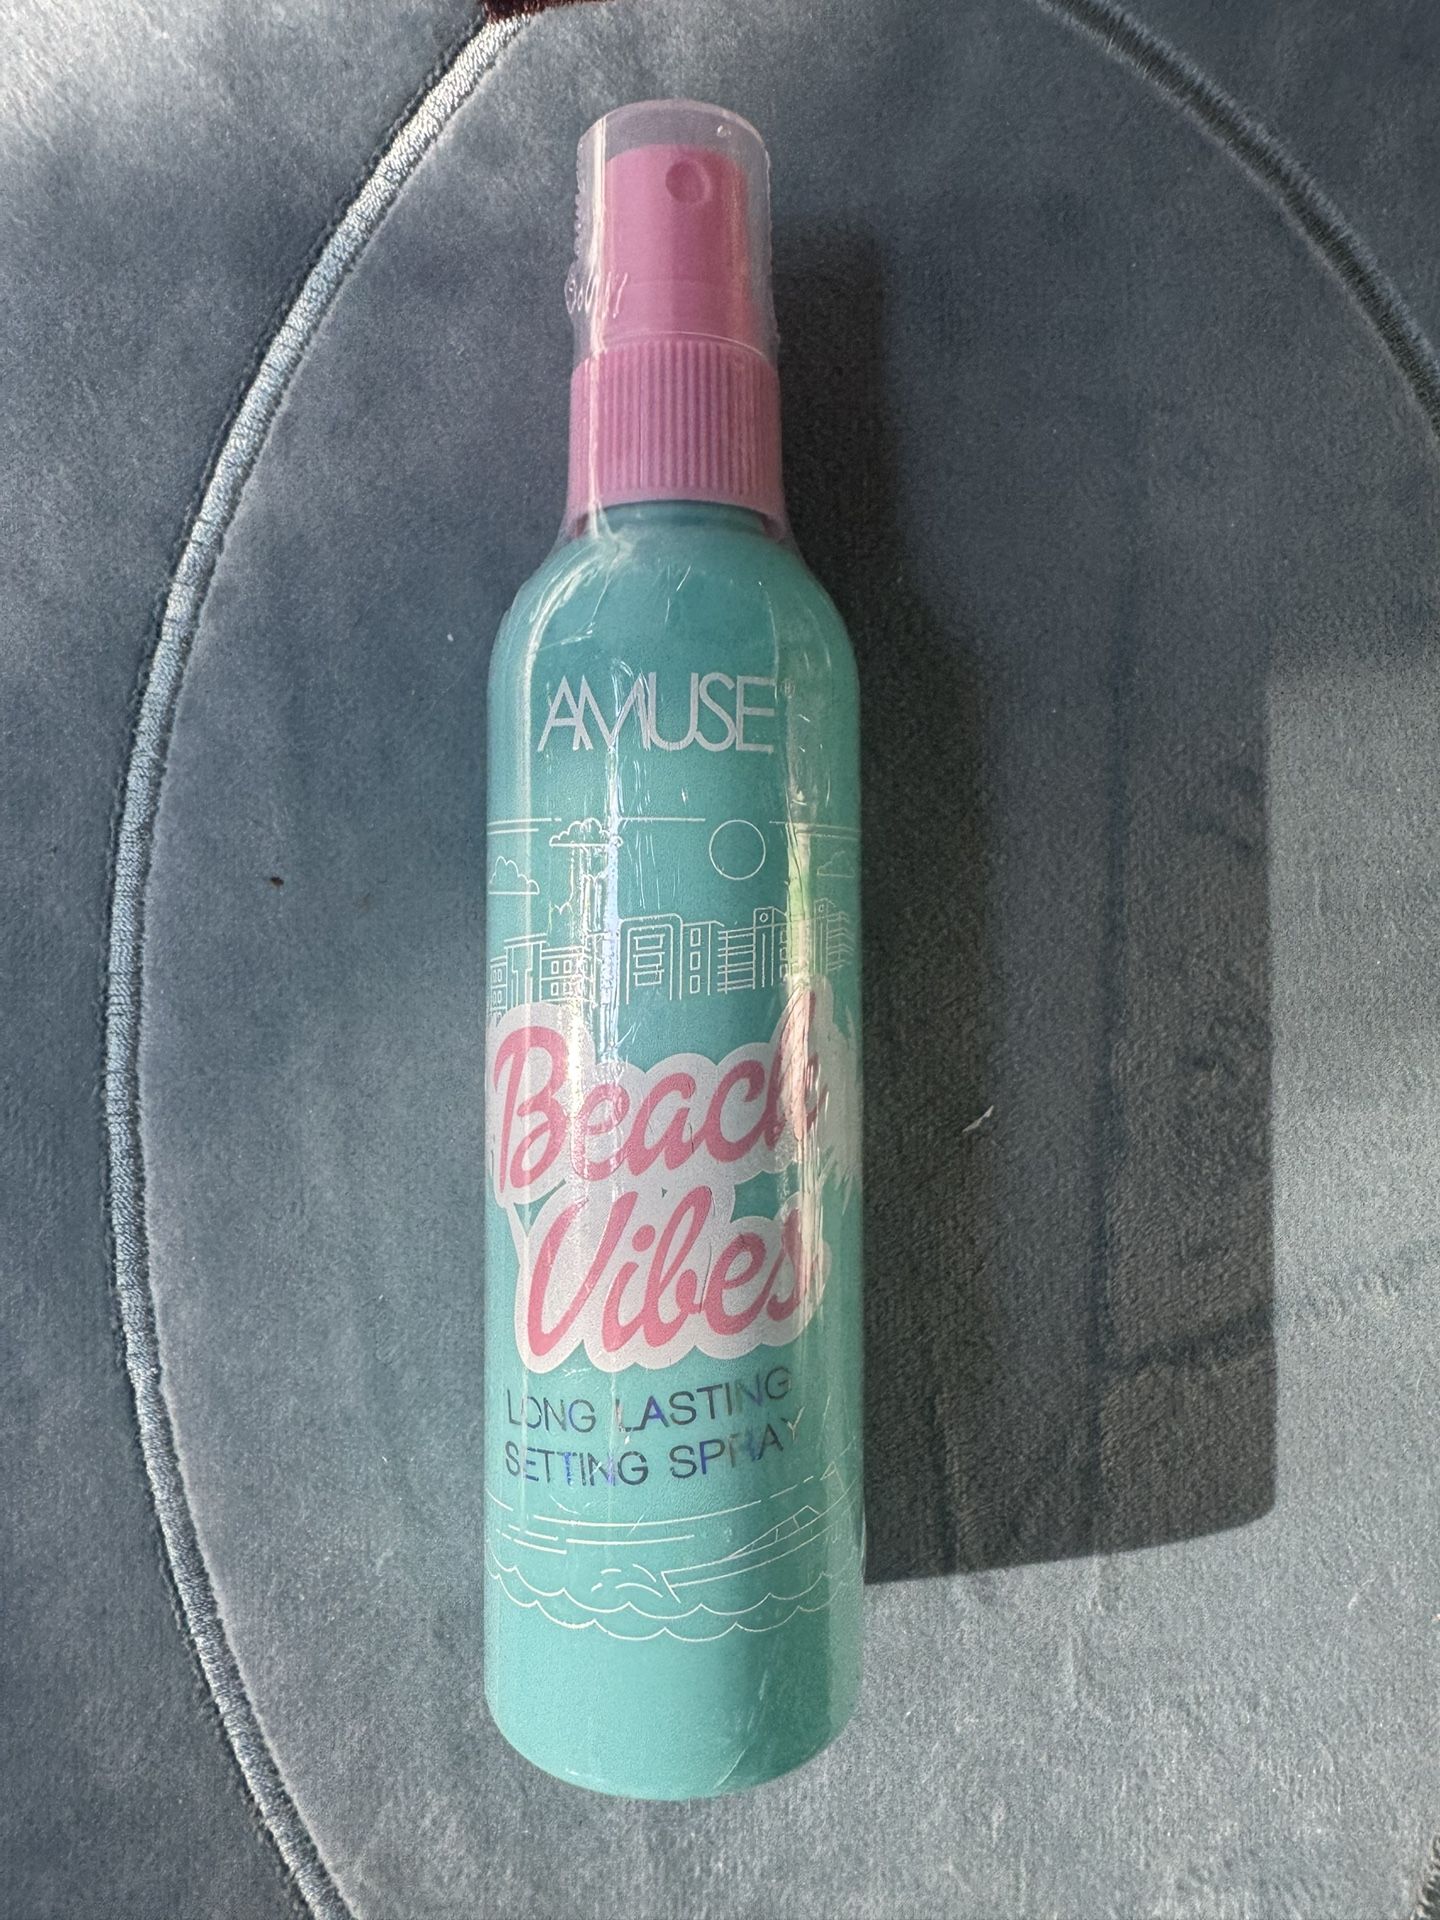 AMUSE®
Beach
Vibes
LONG LASTING
SETTING SPRAY